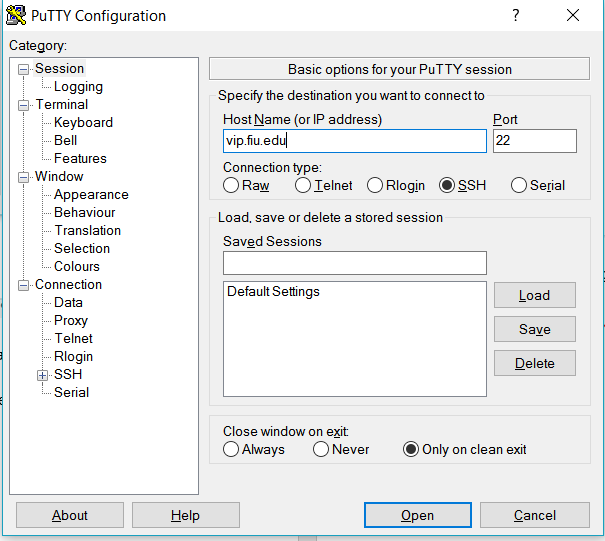 PuTTY Configuration
Category:
Session
Logging
Terminal
Keyboard
Bell
Features
Window
Appearance
Behaviour
Translation
Selection
Colours
Connection
Data
Proxy
Telnet
Rlogin
SSH
Serial
Basic options for your PuTTY session
Specify the destination you want to connect to
Host Name (or IP address) Port
vip.fiu.edu 22
Connection type:
Raw Telnet Rlogin SSH Serial
Load, save or delete a stored session
Saved Sessions
Default Settings
Load
Save
Delete
Close window on exit:
Always Never Only on clean exit
About Help Open Cancel